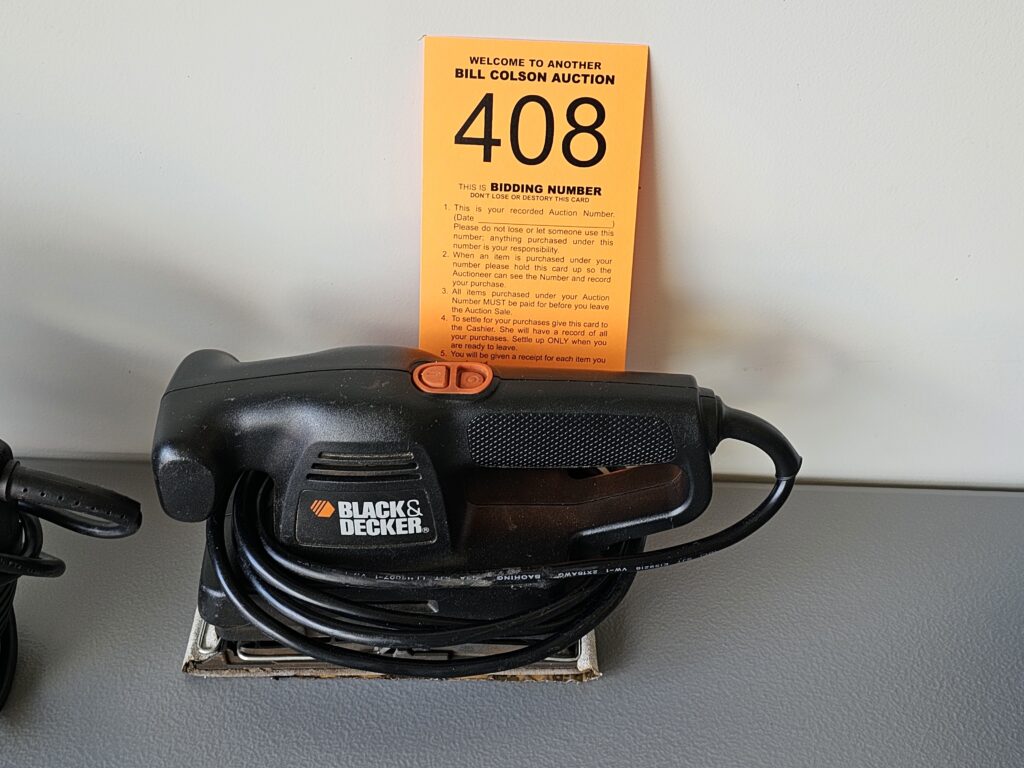 WELCOME TO ANOTHER
BILL COLSON AUCTION
408
THIS IS BIDDING NUMBER
DON'T LOSE OR DESTORY THIS CARD
1. This is your recorded Auction Number.
(Date )
Please do not lose or let someone use this
number; anything purchased under this
number is your responsibility.
2. When an item is purchased under your
number please hold this card up so the
Auctioneer can see the Number and record
your purchase.
3. All items purchased under your Auction
Number MUST be paid for before you leave
the Auction Sale.
4. To settle for your purchases give this card to
the Cashier. She will have a record of all
your purchases. Settle up ONLY when you
are ready to leave.
5. You will be given a receipt for each item you
BLACK&
DECKER®
BAOHING VW-1 2X18AWG